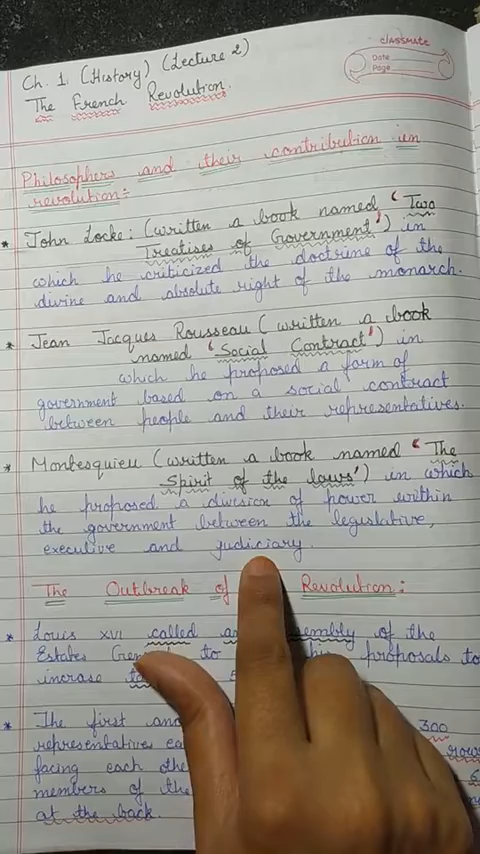 classmate
Date
Page
Ch. 1 (History) (Lecture 2)
The French Revolution.
Philosophers and their contribution in
revolution:-
* John Locke: (written a book named "Two
Treatises of Government") in
which he criticized the doctrine of the
divine and absolute right of the monarch.
* Jean Jacques Rousseau (written a book
named "Social Contract") in
which he proposed a form of
government based on a social contract
between people and their representatives.
* Montesquieu (written a book named "The
Spirit of the laws") in which
he proposed a division of power within
the government between the legislative,
executive and judiciary.
The Outbreak of Revolution:
* Louis XVI called an of the
Estates to proposals to
incrase
* The first and 300
representatives
facing each the
members of the
at the back.